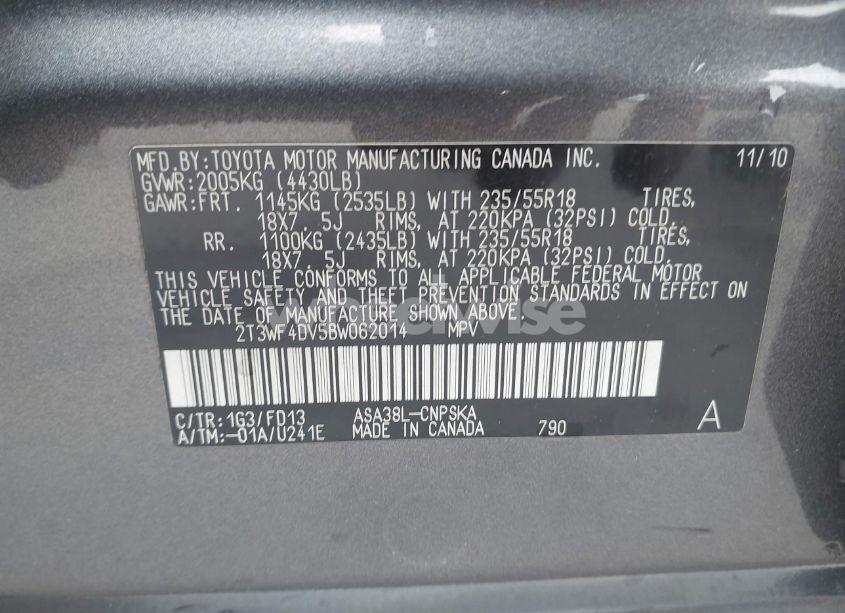 MFD.BY:TOYOTA MOTOR MANUFACTURING CANADA INC. 11/10
GVWR:2005KG (4430LB)
GAWR:FRT. 1145KG (2535LB) WITH 235/55R18 TIRES,
18X7.5J RIMS, AT 220KPA (32PSI) COLD.
RR. 1100KG (2435LB) WITH 235/55R18 TIRES,
18X7.5J RIMS, AT 220KPA (32PSI) COLD.
THIS VEHICLE CONFORMS TO ALL APPLICABLE FEDERAL MOTOR
VEHICLE SAFETY AND THEFT PREVENTION STANDARDS IN EFFECT ON
THE DATE OF MANUFACTURE SHOWN ABOVE.
2T3WF4DV5BW062014 MPV
C/TR:1G3/FD13 ASA38L-CNPSKA
A/TM:-01A/U241E MADE IN CANADA 790 A